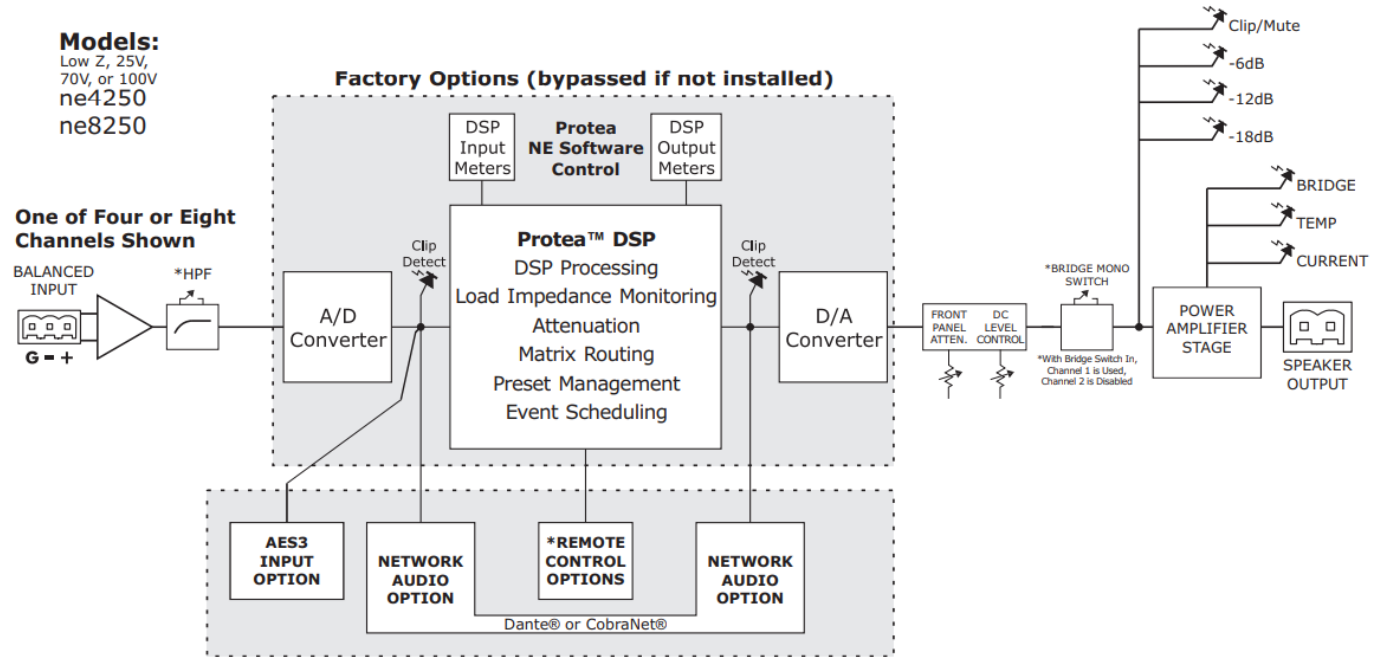 Models:
Low Z, 25V,
70V, or 100V
ne4250
ne8250
Factory Options (bypassed if not installed)
DSP
Input
Meters
Protea
NE Software
Control
DSP
Output
Meters
One of Four or Eight
Channels Shown
BALANCED
INPUT
G - +
*HPF
A/D
Converter
Clip
Detect
Protea™ DSP
DSP Processing
Load Impedance Monitoring
Attenuation
Matrix Routing
Preset Management
Event Scheduling
Clip
Detect
D/A
Converter
FRONT
PANEL
ATTEN.
DC
LEVEL
CONTROL
*BRIDGE MONO
SWITCH
*With Bridge Switch In,
Channel 1 is Used,
Channel 2 is Disabled
Clip/Mute
-6dB
-12dB
-18dB
BRIDGE
TEMP
CURRENT
POWER
AMPLIFIER
STAGE
SPEAKER
OUTPUT
AES3
INPUT
OPTION
NETWORK
AUDIO
OPTION
*REMOTE
CONTROL
OPTIONS
NETWORK
AUDIO
OPTION
Dante® or CobraNet®